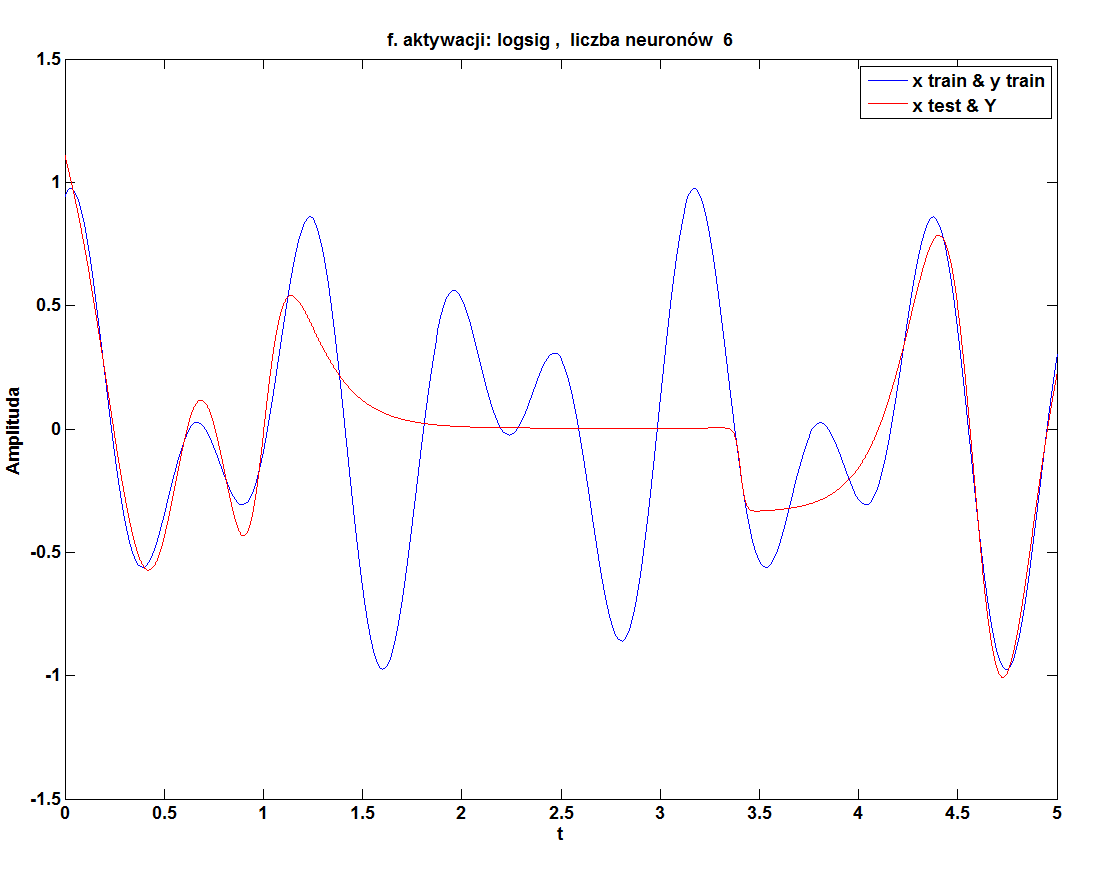 f. aktywacji: logsig ,  liczba neuronów  6
x train & y train
x test & Y
1.5
1
0.5
0
-0.5
-1
-1.5
Amplituda
0 0.5 1 1.5 2 2.5 3 3.5 4 4.5 5
t